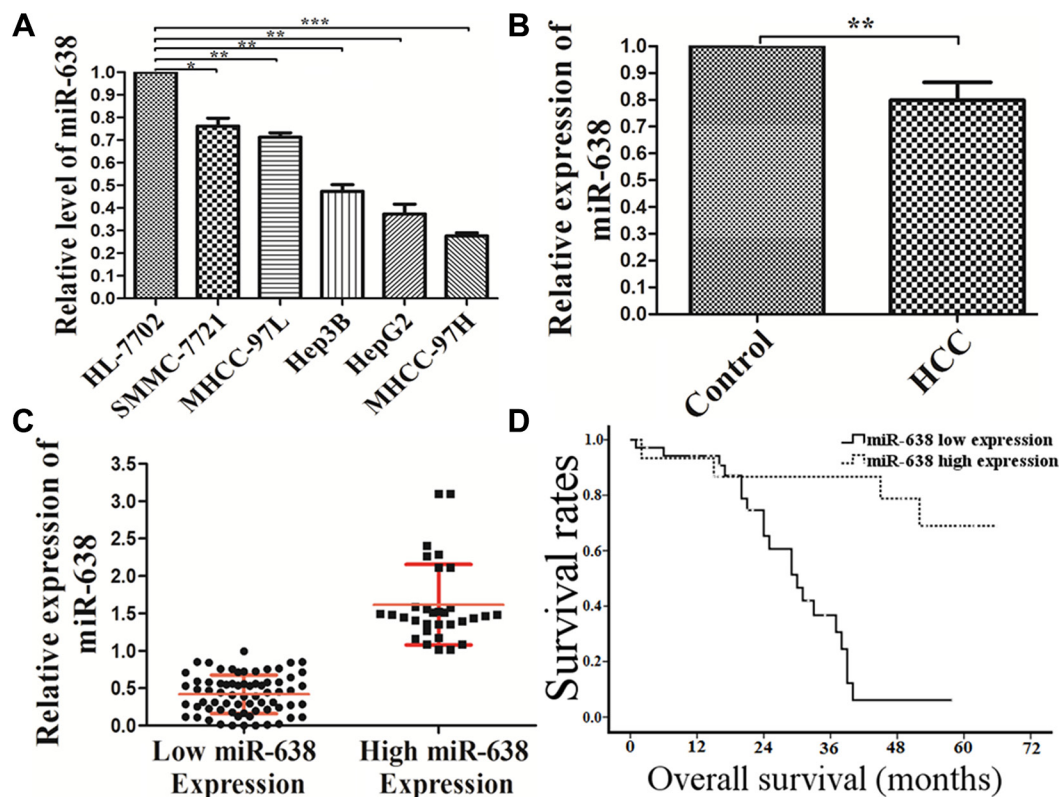 A
***
**
**
**
*
Relative level of miR-638
1.0
0.9
0.8
0.7
0.6
0.5
0.4
0.3
0.2
0.1
0.0
HL-7702
SMMC-7721
MHCC-97L
Hep3B
HepG2
MHCC-97H
B
**
Relative expression of
miR-638
1.0
0.9
0.8
0.7
0.6
0.5
0.4
0.3
0.2
0.1
0.0
Control
HCC
C
Relative expression of
miR-638
3.5
3.0
2.5
2.0
1.5
1.0
0.5
0.0
Low miR-638
Expression
High miR-638
Expression
D
miR-638 low expression
miR-638 high expression
Survival rates
1.0
0.8
0.6
0.4
0.2
0.0
0 12 24 36 48 60 72
Overall survival (months)